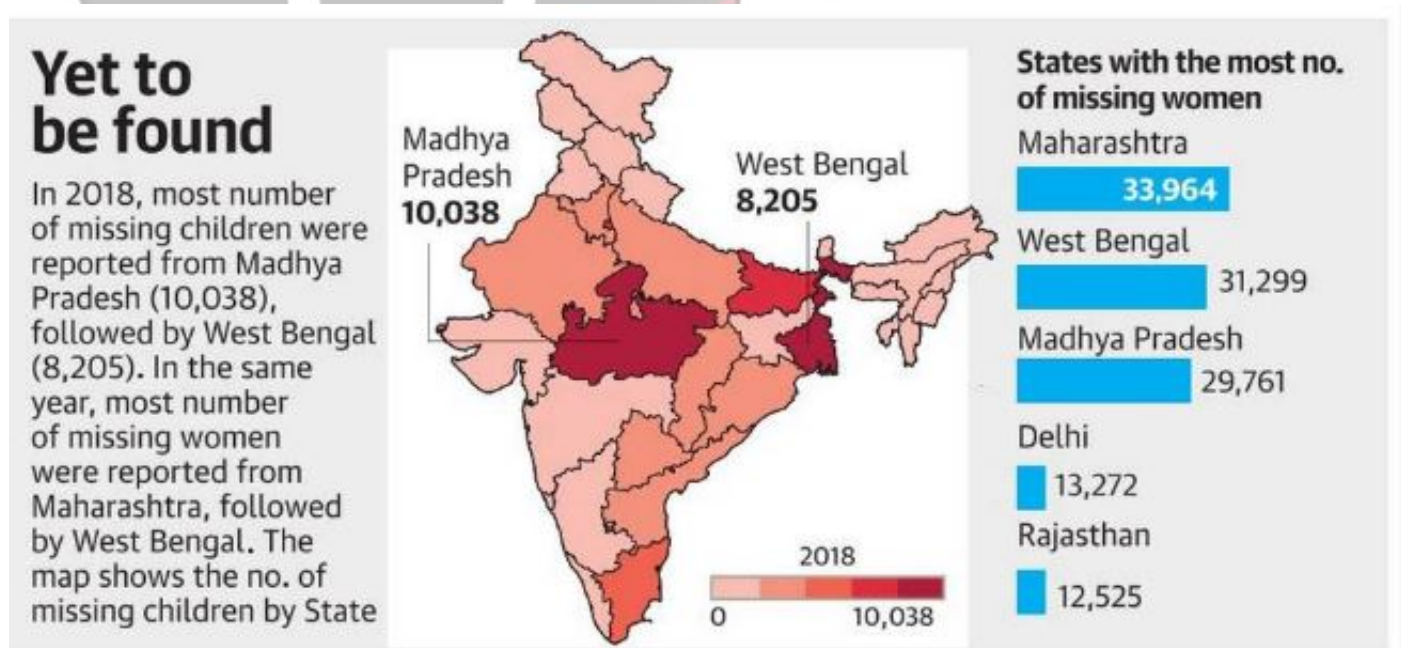 Yet to
be found
In 2018, most number
of missing children were
reported from Madhya
Pradesh (10,038),
followed by West Bengal
(8,205). In the same
year, most number
of missing women
were reported from
Maharashtra, followed
by West Bengal. The
map shows the no. of
missing children by State
Madhya
Pradesh
10,038
West Bengal
8,205
2018
0 10,038
States with the most no.
of missing women
Maharashtra
33,964
West Bengal
31,299
Madhya Pradesh
29,761
Delhi
13,272
Rajasthan
12,525